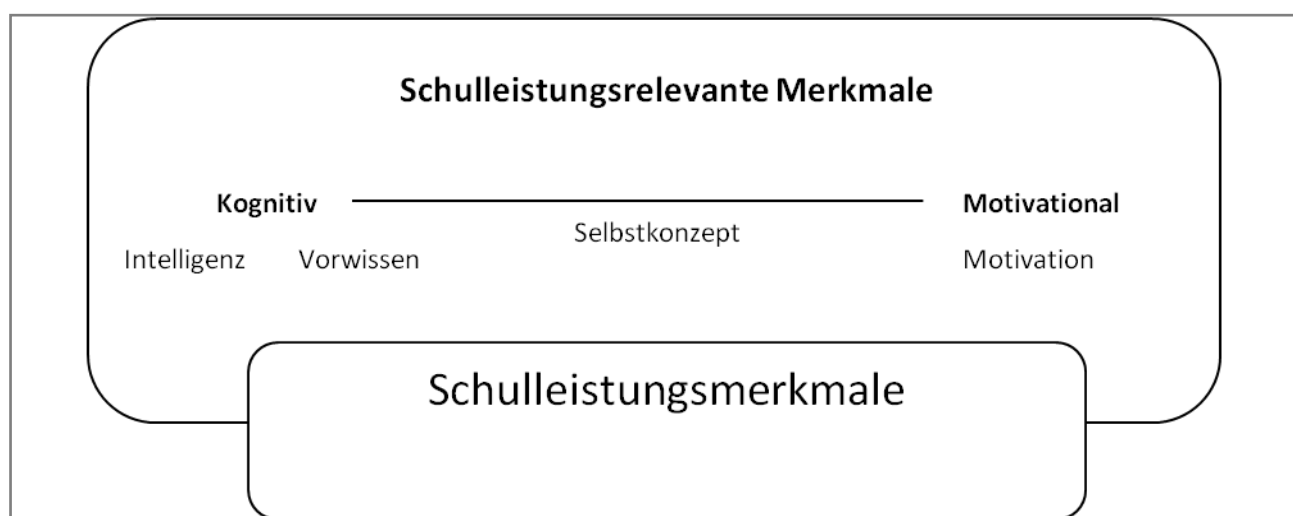 Schulleistungsrelevante Merkmale
Kognitiv Motivational
Selbstkonzept
Intelligenz Vorwissen Motivation
Schulleistungsmerkmale